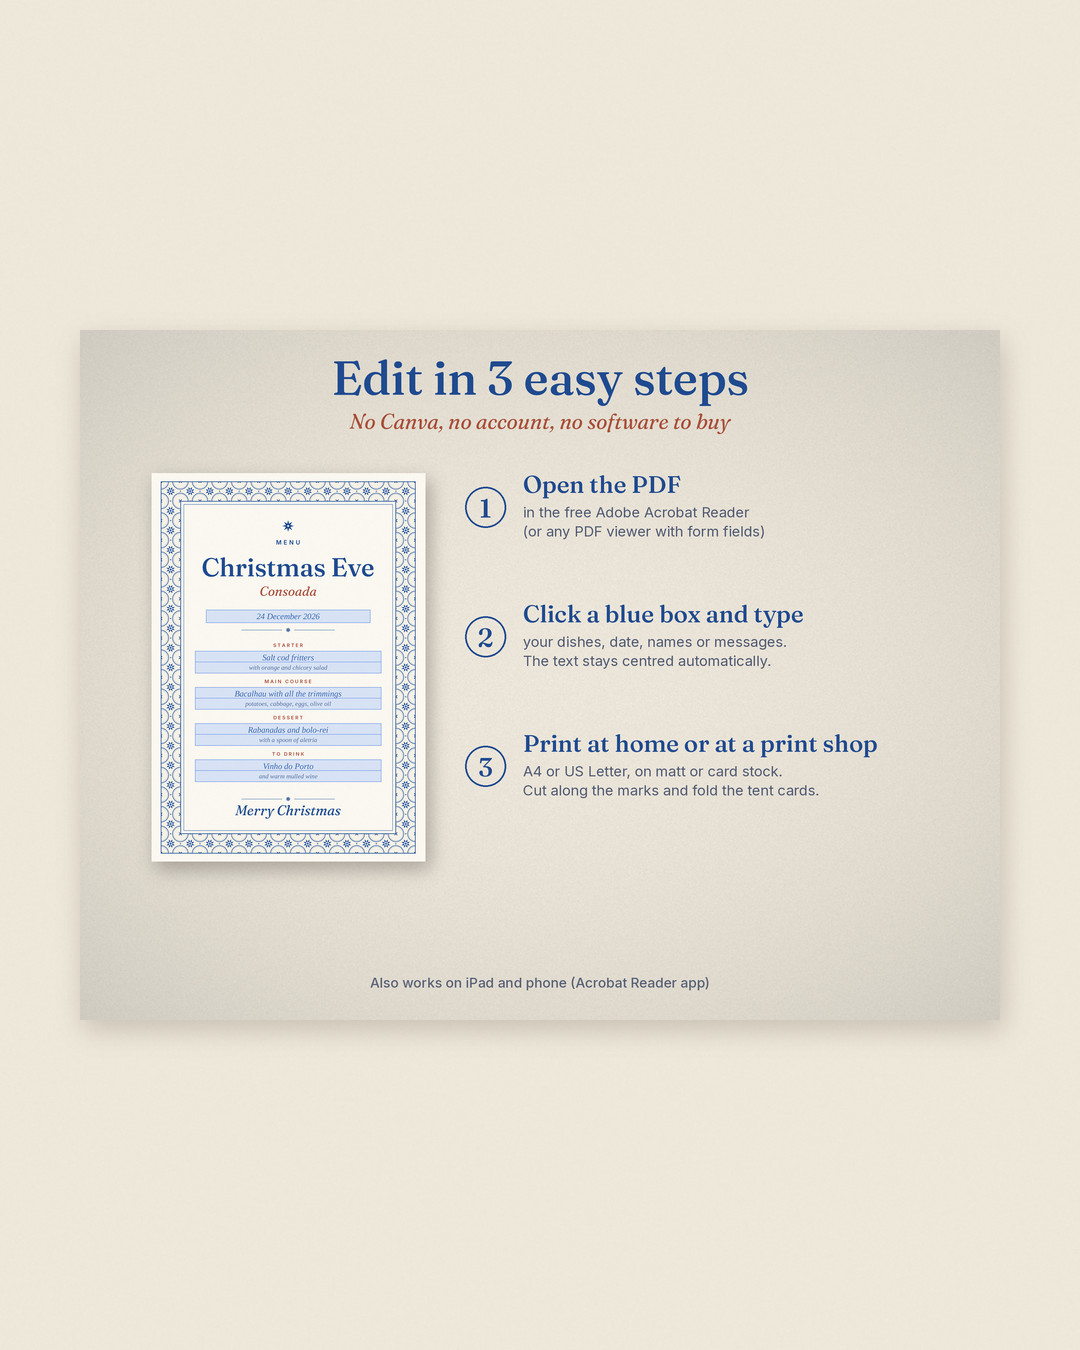 Edit in 3 easy steps
No Canva, no account, no software to buy
MENU
Christmas Eve
Consoada
24 December 2026
STARTER
Salt cod fritters
with orange and chicory salad
MAIN COURSE
Bacalhau with all the trimmings
potatoes, cabbage, eggs, olive oil
DESSERT
Rabanadas and bolo-rei
with a spoon of aletria
TO DRINK
Vinho do Porto
and warm mulled wine
Merry Christmas
1
Open the PDF
in the free Adobe Acrobat Reader
(or any PDF viewer with form fields)
2
Click a blue box and type
your dishes, date, names or messages.
The text stays centred automatically.
3
Print at home or at a print shop
A4 or US Letter, on matt or card stock.
Cut along the marks and fold the tent cards.
Also works on iPad and phone (Acrobat Reader app)